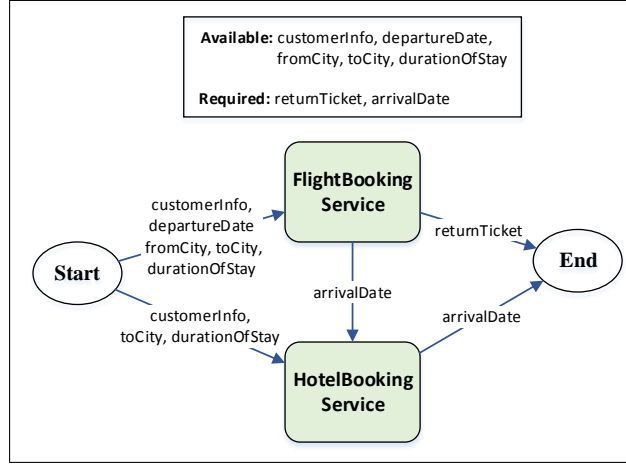 Available: customerInfo, departureDate,
fromCity, toCity, durationOfStay
Required: returnTicket, arrivalDate
FlightBooking
Service
customerInfo,
departureDate
fromCity, toCity,
durationOfStay
returnTicket
Start
End
arrivalDate
customerInfo,
toCity, durationOfStay
arrivalDate
HotelBooking
Service